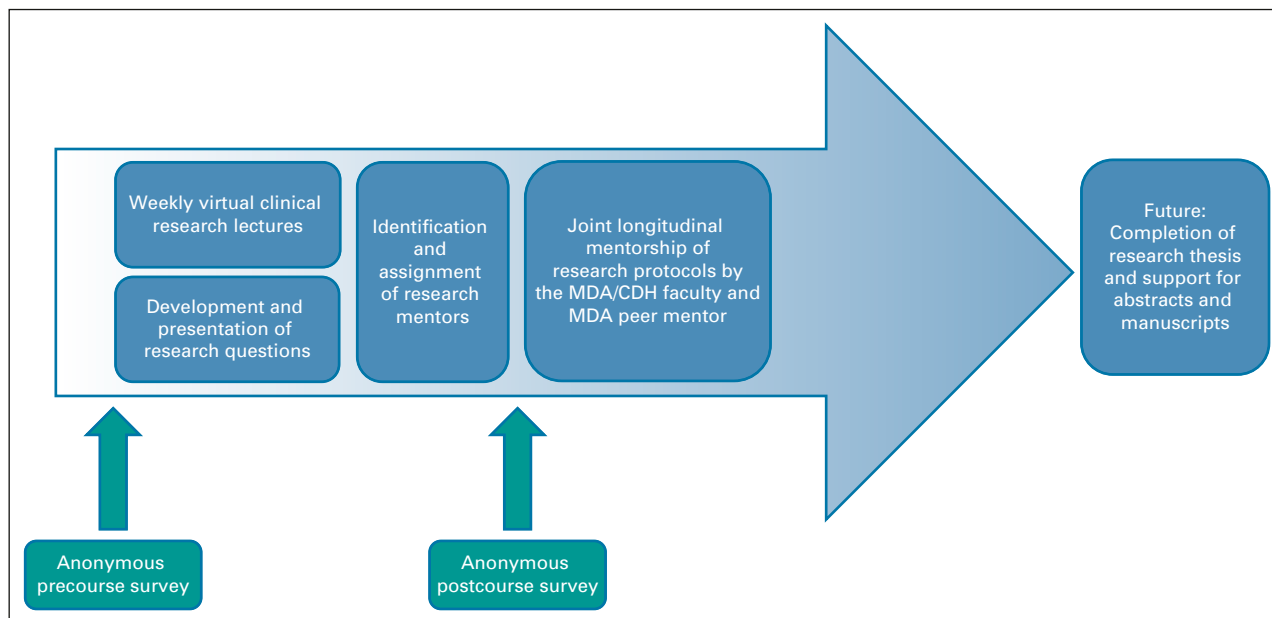 Weekly virtual clinical
research lectures
Development and
presentation of
research questions
Identification
and
assignment
of research
mentors
Joint longitudinal
mentorship of
research protocols by
the MDA/CDH faculty and
MDA peer mentor
Future:
Completion of
research thesis
and support for
abstracts and
manuscripts
Anonymous
precourse survey
Anonymous
postcourse survey